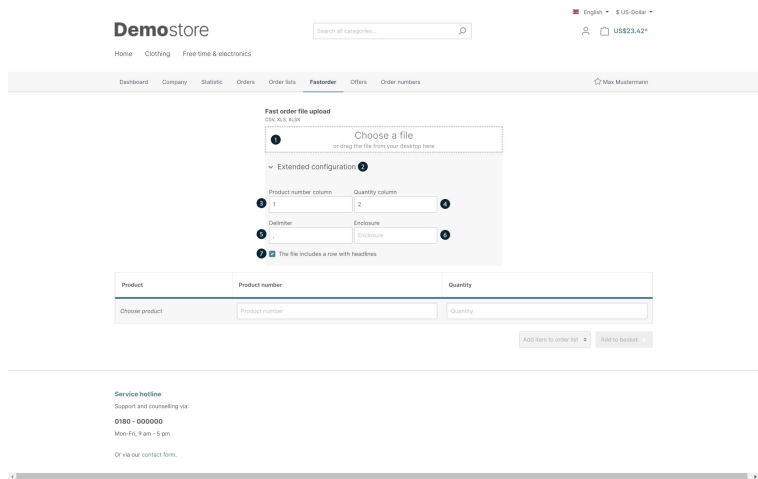 English $ US-Dollar
Demostore
Search all categories...
US$23.42*
Home Clothing Free time & electronics
Dashboard Company Statistic Orders Order lists Fastorder Offers Order numbers Max Mustermann
Fast order file upload
CSV, XLS, XLSX
1 Choose a file
or drag the file from your desktop here
Extended configuration 2
Product number column Quantity column
3 1 2 4
Delimiter Enclosure
5 , Enclosure 6
7 The file includes a row with headlines
Product Product number Quantity
Choose product Product number Quantity
Add item to order list Add to basket
Service hotline
Support and counselling via:
0180 - 000000
Mon-Fri, 9 am - 5 pm
Or via our contact form.